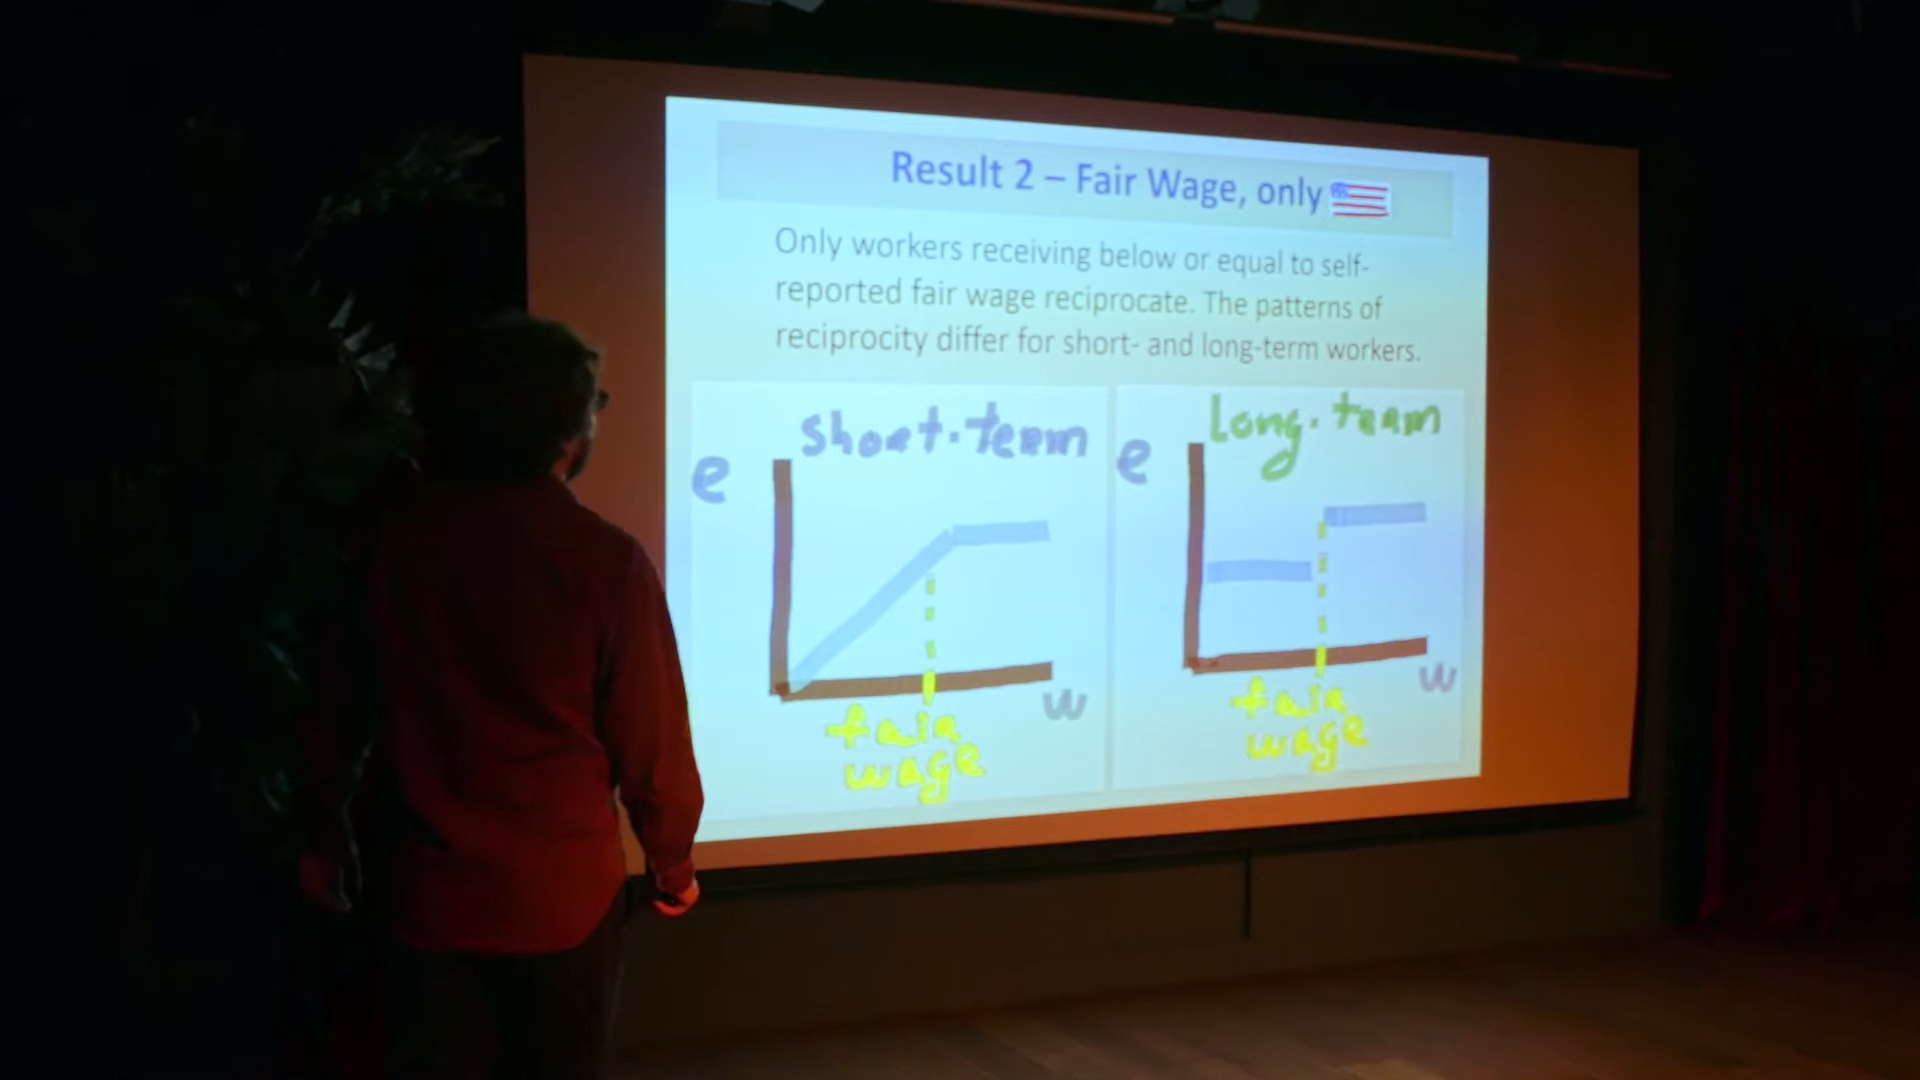 Result 2 – Fair Wage, only
Only workers receiving below or equal to self-
reported fair wage reciprocate. The patterns of
reciprocity differ for short- and long-term workers.
short-term
e
w
fair
wage
long-term
e
w
fair
wage